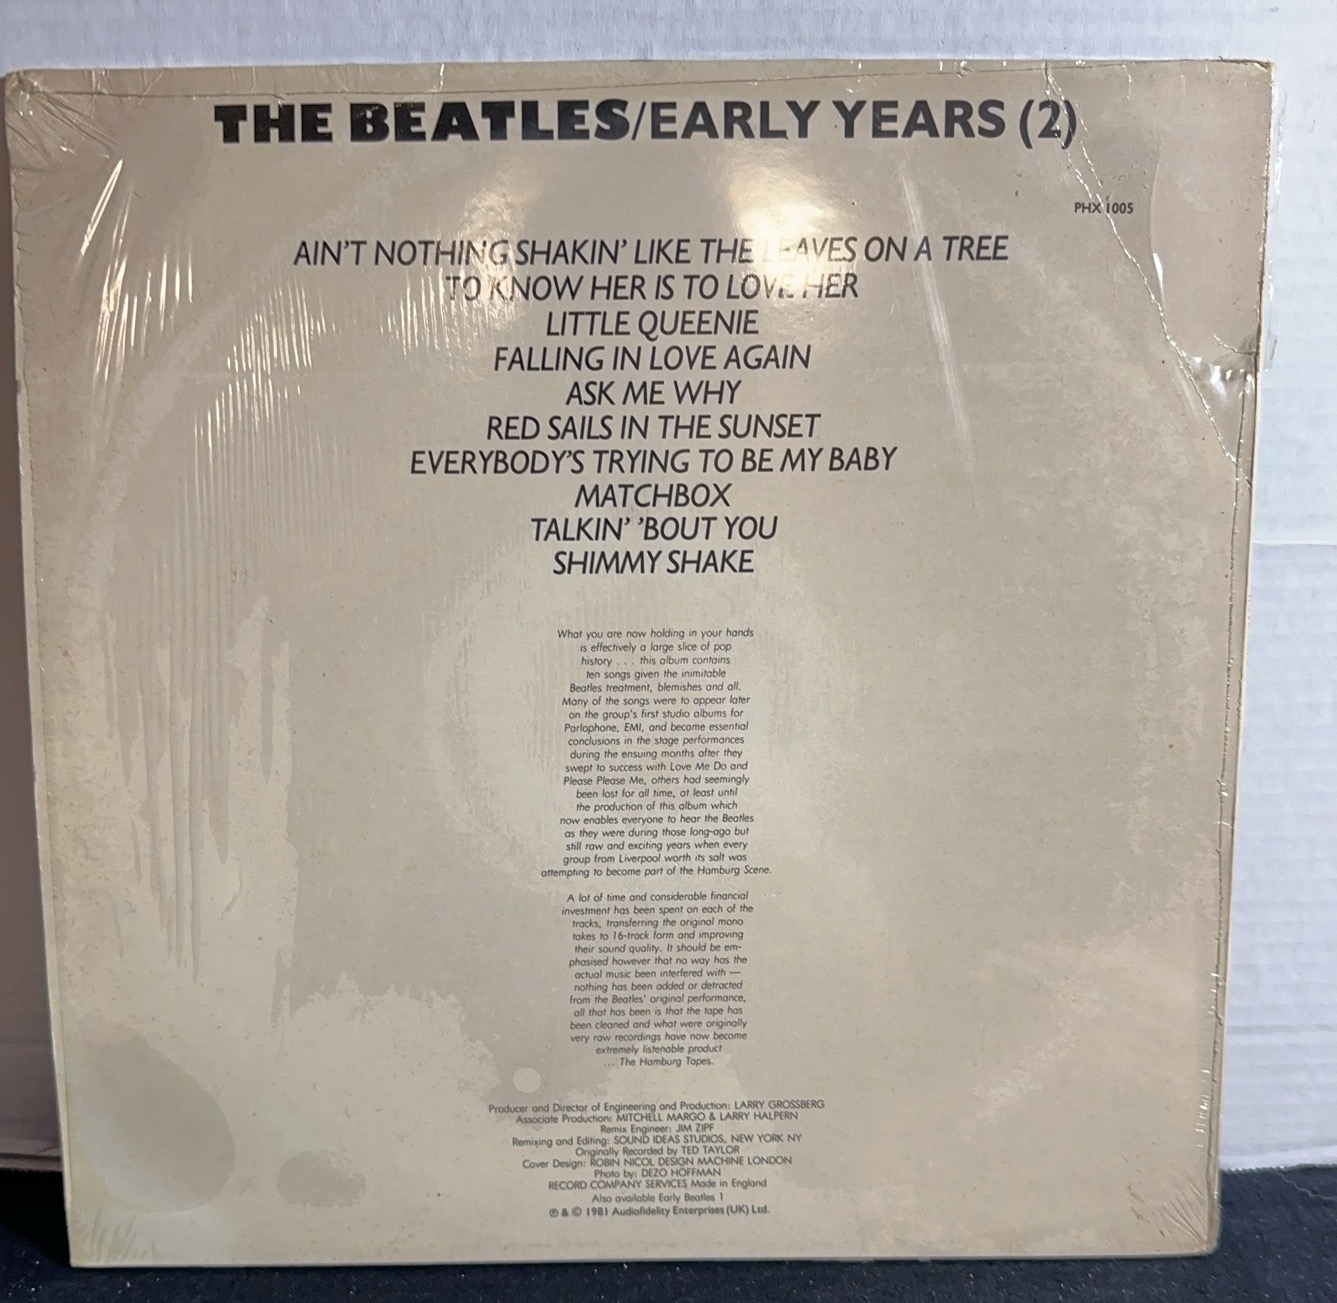 THE BEATLES/EARLY YEARS (2)
PHX 1005
AIN'T NOTHING SHAKIN' LIKE THE LEAVES ON A TREE
TO KNOW HER IS TO LOVE HER
LITTLE QUEENIE
FALLING IN LOVE AGAIN
ASK ME WHY
RED SAILS IN THE SUNSET
EVERYBODY'S TRYING TO BE MY BABY
MATCHBOX
TALKIN' 'BOUT YOU
SHIMMY SHAKE
What you are now holding in your hands
is effectively a large slice of pop
history . . . this album contains
ten songs given the inimitable
Beatles treatment, blemishes and all.
Many of the songs were to appear later
on the group's first studio albums for
Parlophone, EMI, and became essential
conclusions in the stage performances
during the ensuing months after they
swept to success with Love Me Do and
Please Please Me, others had seemingly
been lost for all time, at least until
the production of this album which
now enables everyone to hear the Beatles
as they were during those long-ago but
still raw and exciting years when every
group from Liverpool worth its salt was
attempting to become part of the Hamburg Scene.
A lot of time and considerable financial
investment has been spent on each of the
tracks, transferring the original mono
takes to 16-track form and improving
their sound quality. It should be em-
phasised however that no way has the
actual music been interfered with —
nothing has been added or detracted
from the Beatles' original performance,
all that has been is that the tape has
been cleaned and what were originally
very raw recordings have now become
extremely listenable product
. . . The Hamburg Tapes.
Producer and Director of Engineering and Production: LARRY GROSSBERG
Associate Production: MITCHELL MARGO & LARRY HALPERN
Remix Engineer: JIM ZIPF
Remixing and Editing: SOUND IDEAS STUDIOS, NEW YORK NY
Originally Recorded by TED TAYLOR
Cover Design: ROBIN NICOL DESIGN MACHINE LONDON
Photo by: DEZO HOFFMAN
RECORD COMPANY SERVICES Made in England
Also available Early Beatles 1
℗ & © 1981 Audiofidelity Enterprises (UK) Ltd.